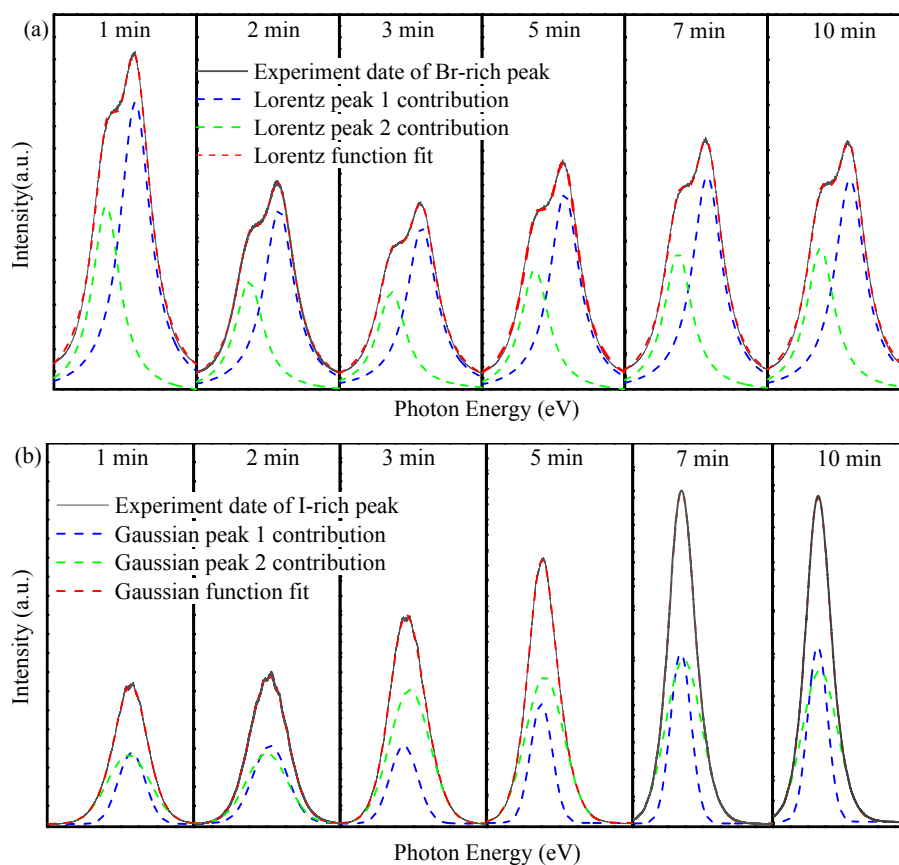 (a)
1 min 2 min 3 min 5 min 7 min 10 min
Experiment date of Br-rich peak
Lorentz peak 1 contribution
Lorentz peak 2 contribution
Lorentz function fit
Intensity(a.u.)
Photon Energy (eV)
(b)
1 min 2 min 3 min 5 min 7 min 10 min
Experiment date of I-rich peak
Gaussian peak 1 contribution
Gaussian peak 2 contribution
Gaussian function fit
Intensity (a.u.)
Photon Energy (eV)